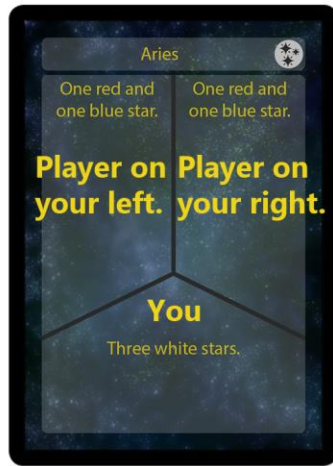 Aries
One red and
one blue star.
Player on
your left.
One red and
one blue star.
Player on
your right.
You
Three white stars.